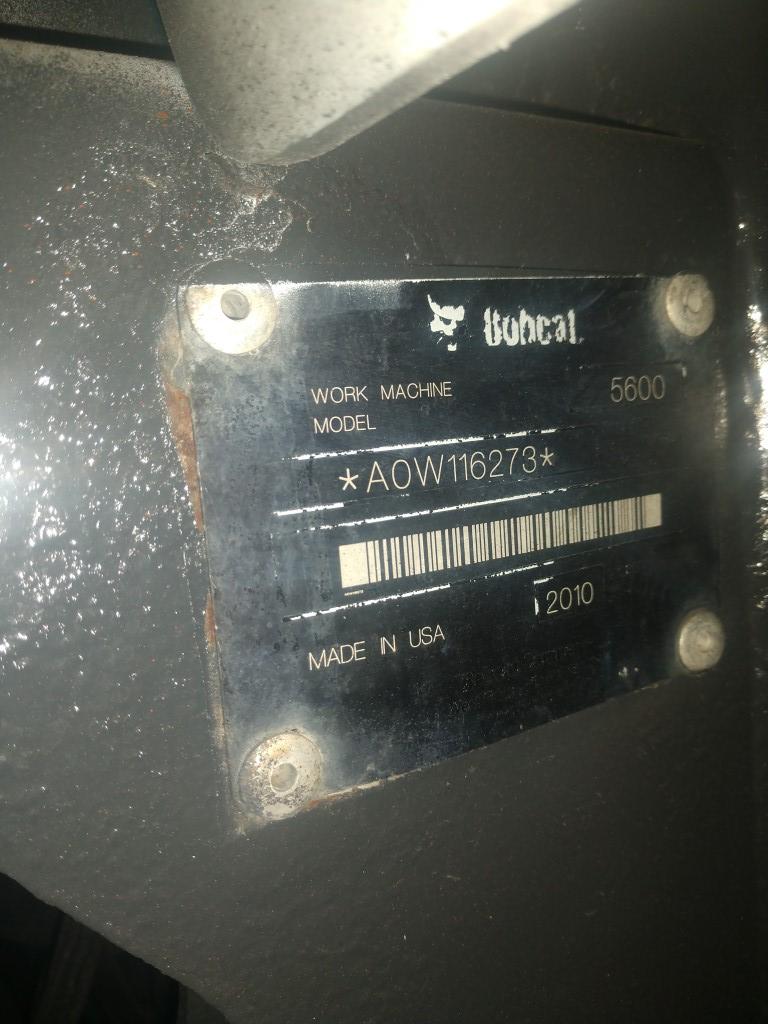 Bobcat
WORK MACHINE 5600
MODEL
*A0W116273*
2010
MADE IN USA